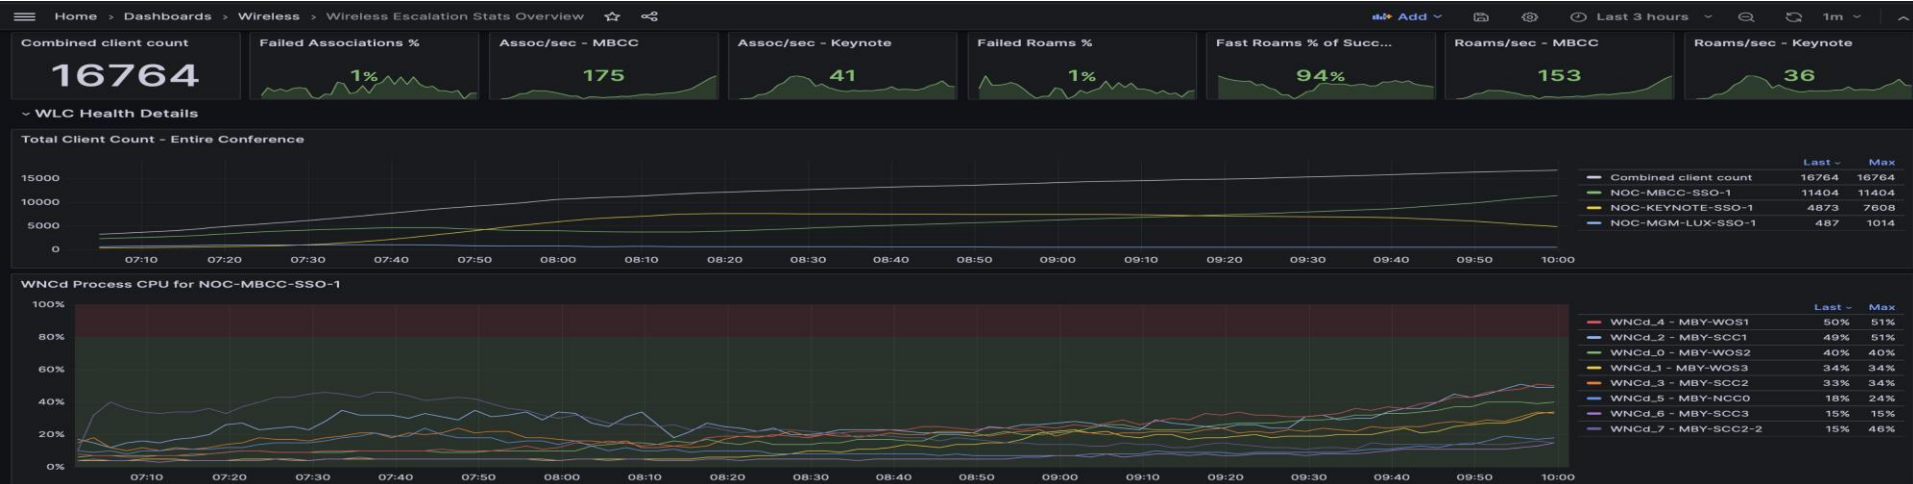 Home > Dashboards > Wireless > Wireless Escalation Stats Overview Add Last 3 hours 1m
Combined client count Failed Associations % Assoc/sec - MBCC Assoc/sec - Keynote Failed Roams % Fast Roams % of Succ... Roams/sec - MBCC Roams/sec - Keynote
16764 1% 175 41 1% 94% 153 36
WLC Health Details
Total Client Count - Entire Conference
Last Max
15000
10000
5000
0
07:10 07:20 07:30 07:40 07:50 08:00 08:10 08:20 08:30 08:40 08:50 09:00 09:10 09:20 09:30 09:40 09:50 10:00
Combined client count 16764 16764
NOC-MBCC-SSO-1 11404 11404
NOC-KEYNOTE-SSO-1 4873 7608
NOC-MGM-LUX-SSO-1 487 1014
WNCd Process CPU for NOC-MBCC-SSO-1
100%
80%
60%
40%
20%
0%
07:10 07:20 07:30 07:40 07:50 08:00 08:10 08:20 08:30 08:40 08:50 09:00 09:10 09:20 09:30 09:40 09:50 10:00
Last Max
WNCd_4 - MBY-WOS1 50% 51%
WNCd_2 - MBY-SCC1 49% 51%
WNCd_0 - MBY-WOS2 40% 40%
WNCd_1 - MBY-WOS3 34% 34%
WNCd_3 - MBY-SCC2 33% 34%
WNCd_5 - MBY-NCC0 18% 24%
WNCd_6 - MBY-SCC3 15% 15%
WNCd_7 - MBY-SCC2-2 15% 46%